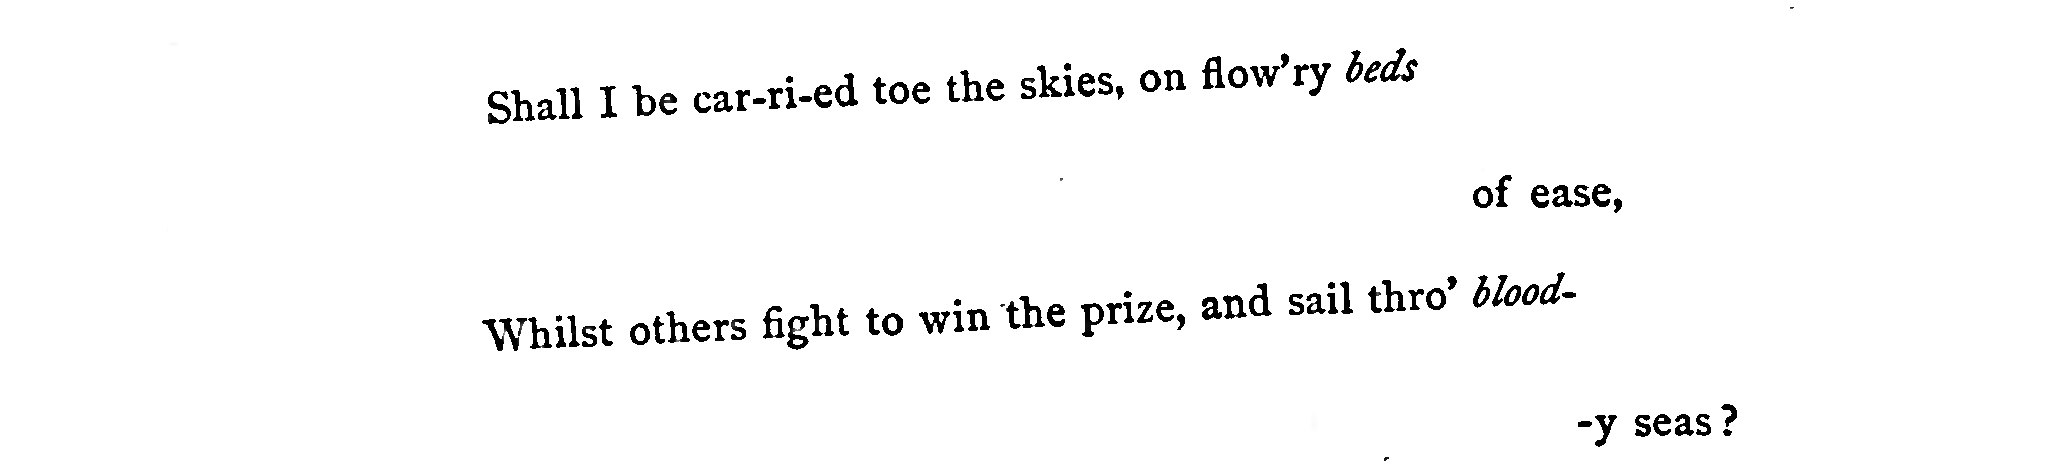 Shall I be car-ri-ed toe the skies, on flow'ry beds
of ease,
Whilst others fight to win the prize, and sail thro' blood-
-y seas?